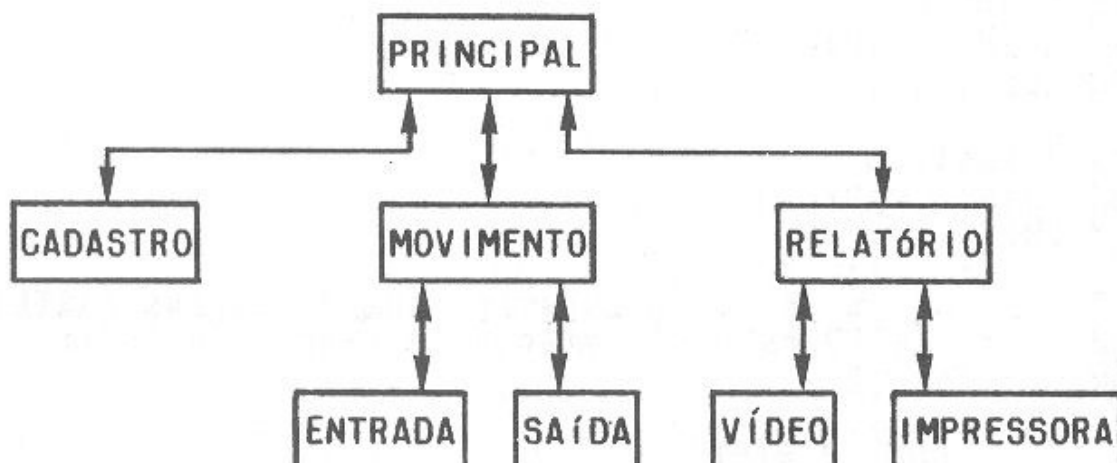 PRINCIPAL
CADASTRO MOVIMENTO RELATÓRIO
ENTRADA SAÍDA VÍDEO IMPRESSORA